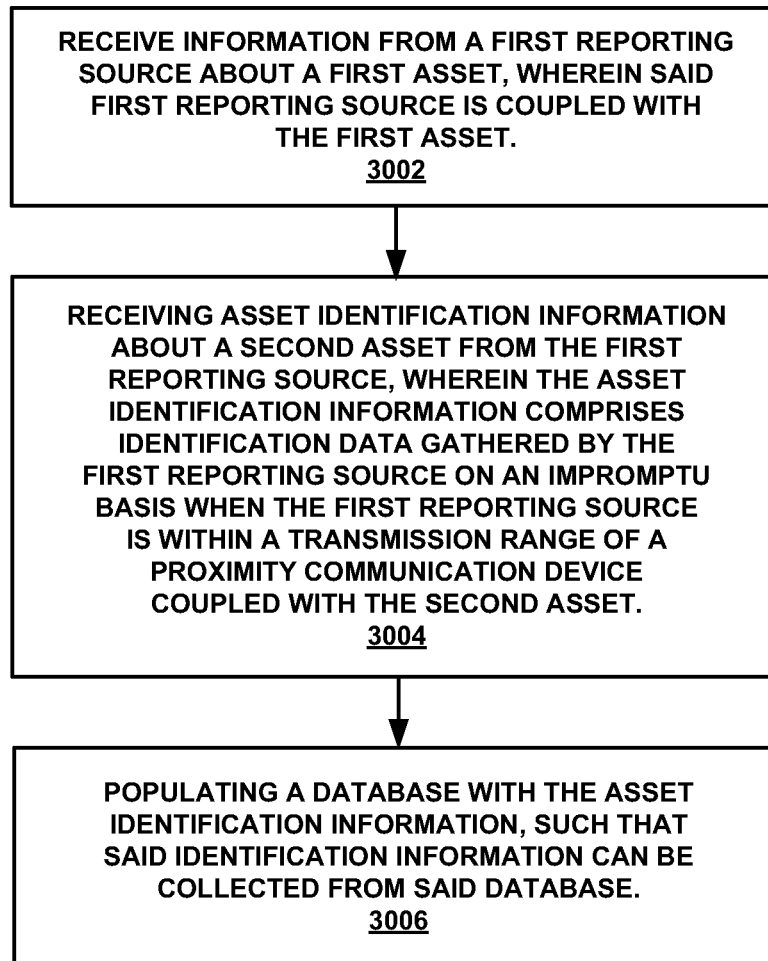 RECEIVE INFORMATION FROM A FIRST REPORTING
SOURCE ABOUT A FIRST ASSET, WHEREIN SAID
FIRST REPORTING SOURCE IS COUPLED WITH
THE FIRST ASSET.
3002
RECEIVING ASSET IDENTIFICATION INFORMATION
ABOUT A SECOND ASSET FROM THE FIRST
REPORTING SOURCE, WHEREIN THE ASSET
IDENTIFICATION INFORMATION COMPRISES
IDENTIFICATION DATA GATHERED BY THE
FIRST REPORTING SOURCE ON AN IMPROMPTU
BASIS WHEN THE FIRST REPORTING SOURCE
IS WITHIN A TRANSMISSION RANGE OF A
PROXIMITY COMMUNICATION DEVICE
COUPLED WITH THE SECOND ASSET.
3004
POPULATING A DATABASE WITH THE ASSET
IDENTIFICATION INFORMATION, SUCH THAT
SAID IDENTIFICATION INFORMATION CAN BE
COLLECTED FROM SAID DATABASE.
3006